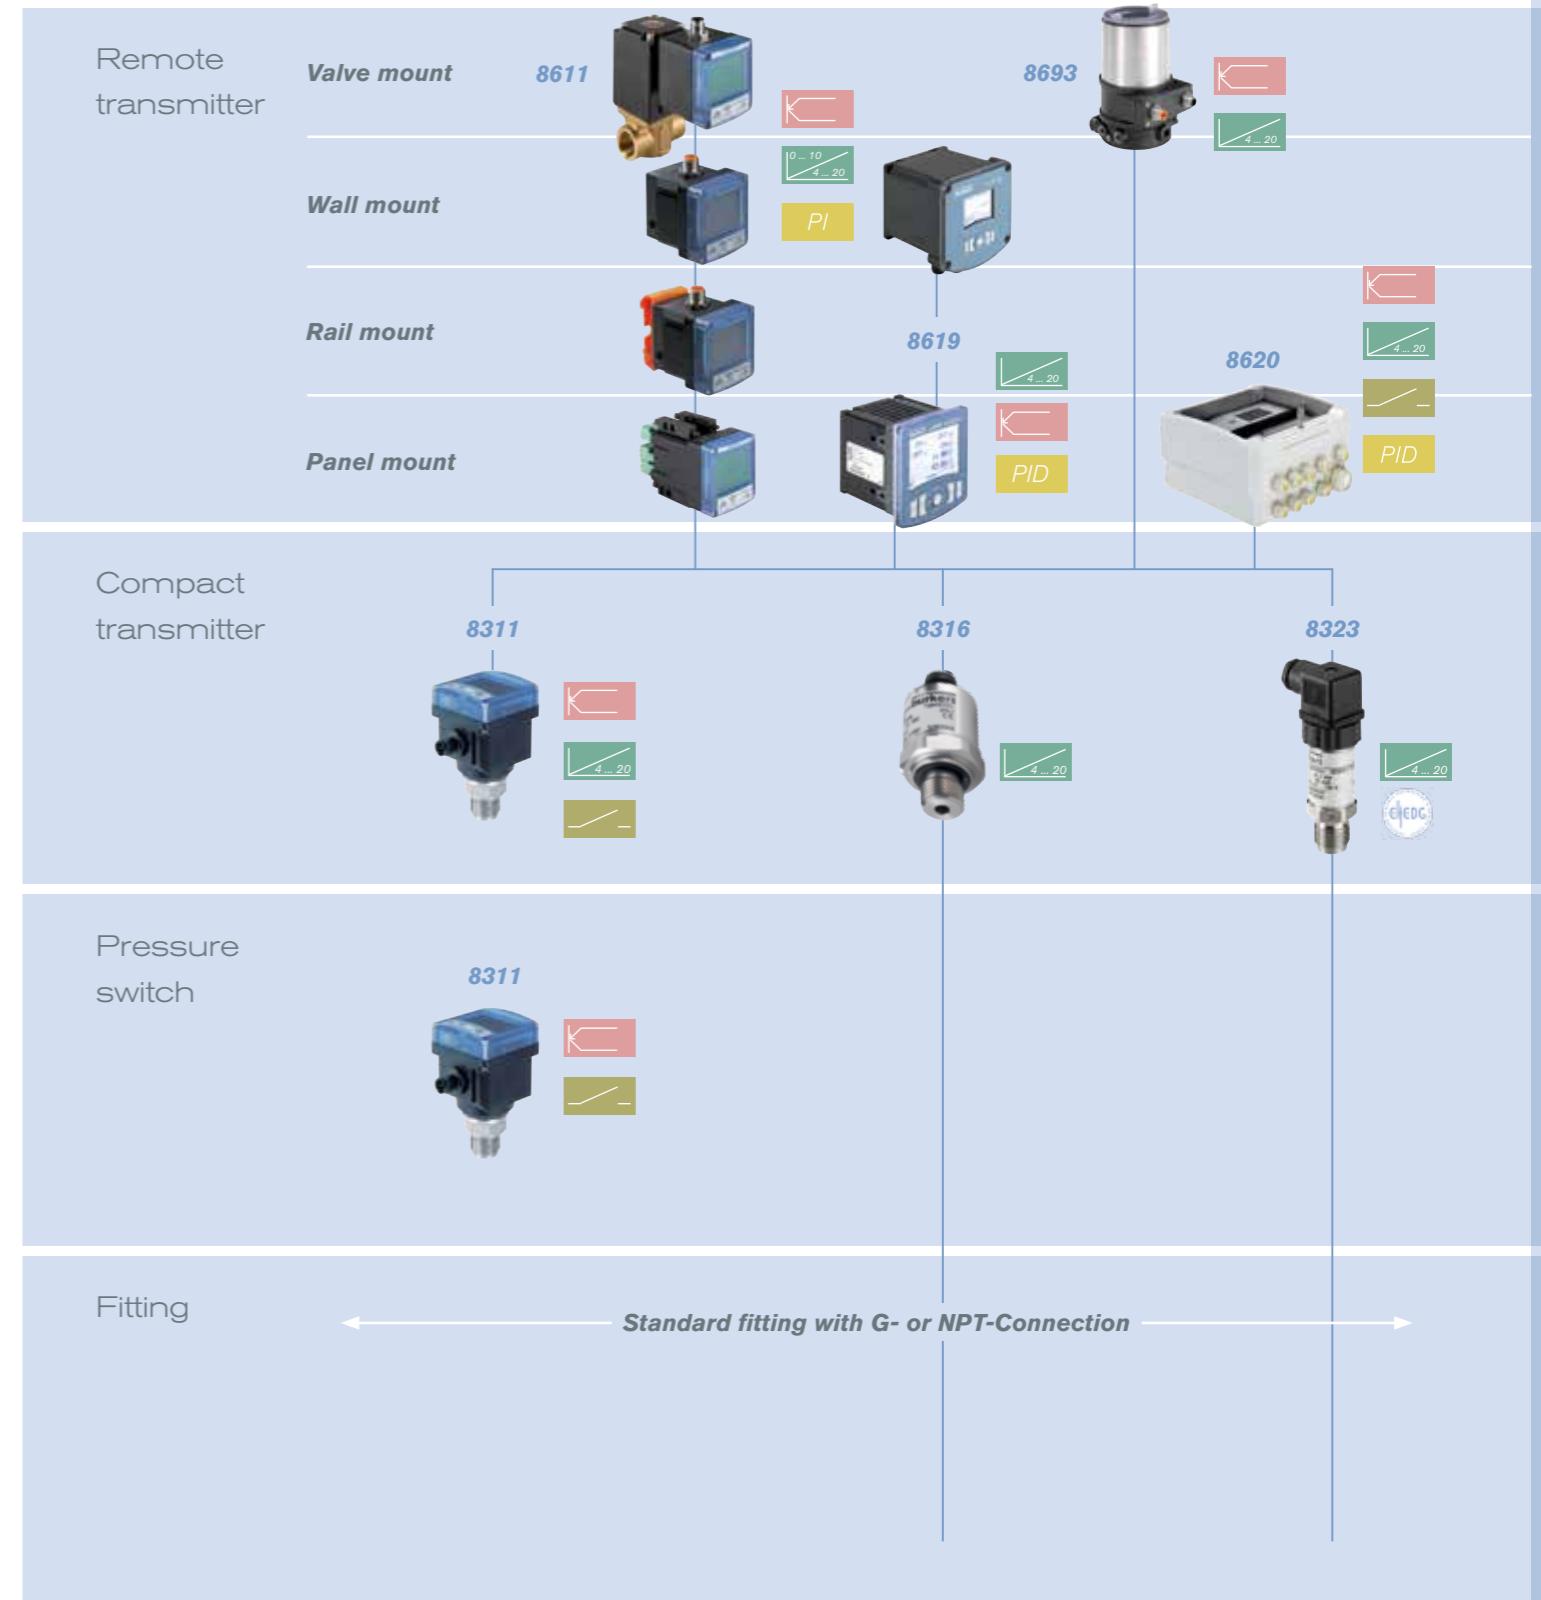 Remote
transmitter
Valve mount
8611
8693
4 ... 20
0 ... 10
4 ... 20
Wall mount
PI
Rail mount
8619
4 ... 20
8620
4 ... 20
Panel mount
PID
PID
Compact
transmitter
8311
8316
8323
burkert
4 ... 20
4 ... 20
4 ... 20
EHEDG
Pressure
switch
8311
Fitting
Standard fitting with G- or NPT-Connection